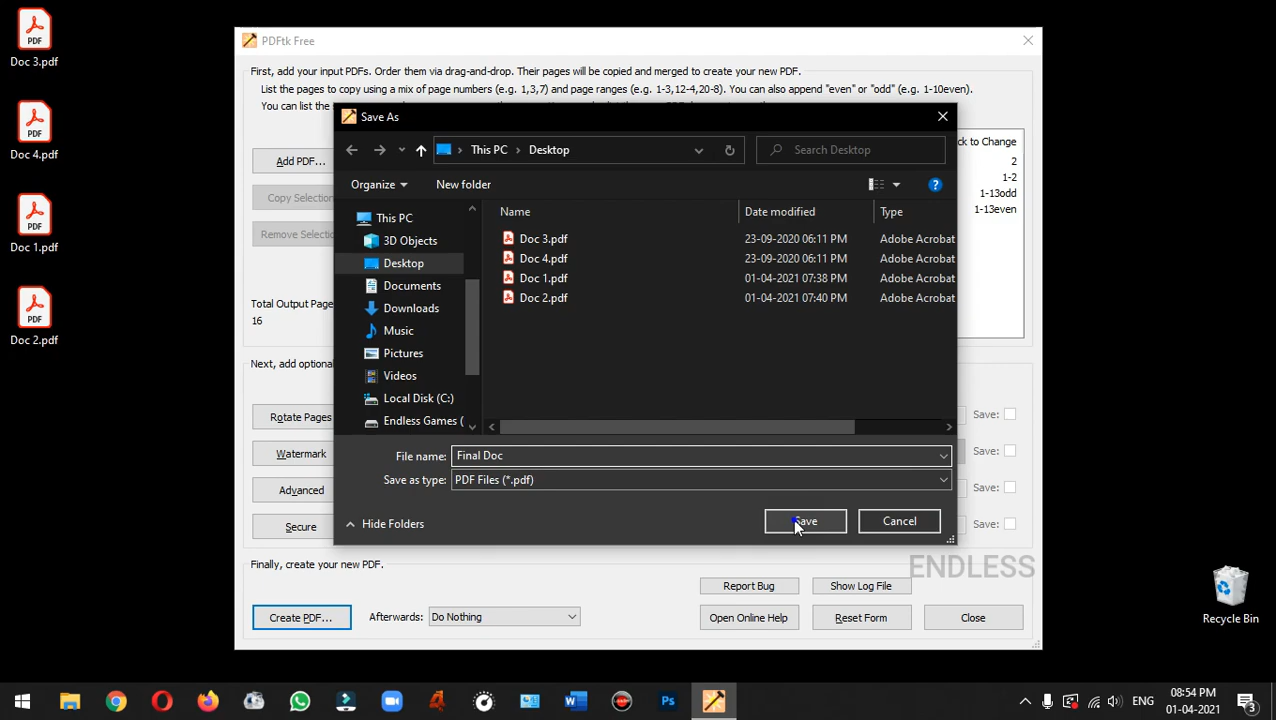 Doc 3.pdf
Doc 4.pdf
Doc 1.pdf
Doc 2.pdf
PDFtk Free
First, add your input PDFs. Order them via drag-and-drop. Their pages will be copied and merged to create your new PDF.
List the pages to copy using a mix of page numbers (e.g. 1,3,7) and page ranges (e.g. 1-3,12-4,20-8). You can also append "even" or "odd" (e.g. 1-10even).
You can list the
Add PDF...
Copy Selection
Remove Selectio
ck to Change
2
1-2
1-13odd
1-13even
Total Output Page
16
Next, add optional
Rotate Pages
Watermark
Advanced
Secure
Save:
Save:
Save:
Save:
Save As
This PC
Desktop
Search Desktop
Organize
New folder
This PC
3D Objects
Desktop
Documents
Downloads
Music
Pictures
Videos
Local Disk (C:)
Endless Games (
Name Date modified Type
Doc 3.pdf 23-09-2020 06:11 PM Adobe Acrobat
Doc 4.pdf 23-09-2020 06:11 PM Adobe Acrobat
Doc 1.pdf 01-04-2021 07:38 PM Adobe Acrobat
Doc 2.pdf 01-04-2021 07:40 PM Adobe Acrobat
File name: Final Doc
Save as type: PDF Files (*.pdf)
Hide Folders
Save
Cancel
ENDLESS
Finally, create your new PDF.
Report Bug
Show Log File
Create PDF...
Afterwards: Do Nothing
Open Online Help
Reset Form
Close
Recycle Bin
ENG
08:54 PM
01-04-2021
3